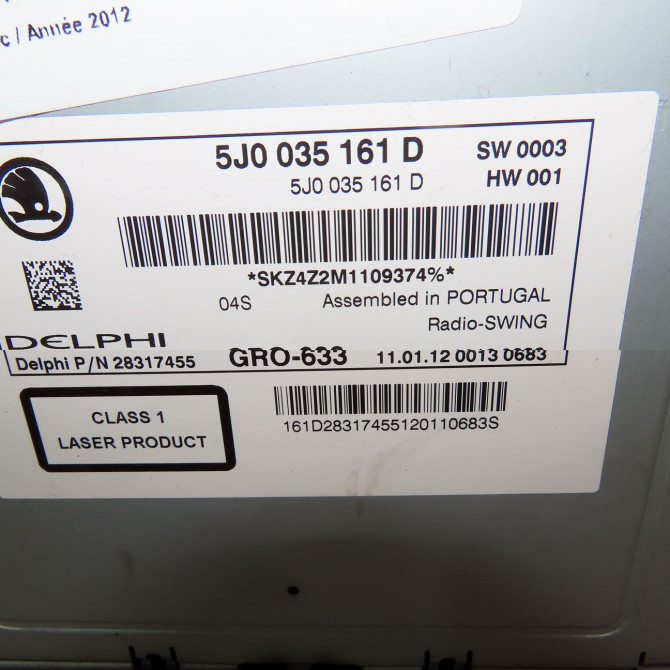 c / Année 2012
5J0 035 161 D SW 0003
5J0 035 161 D HW 001
*SKZ4Z2M1109374%*
04S Assembled in PORTUGAL
Radio-SWING
DELPHI
Delphi P/N 28317455 GRO-633 11.01.12 0013 0683
CLASS 1
LASER PRODUCT
161D28317455120110683S